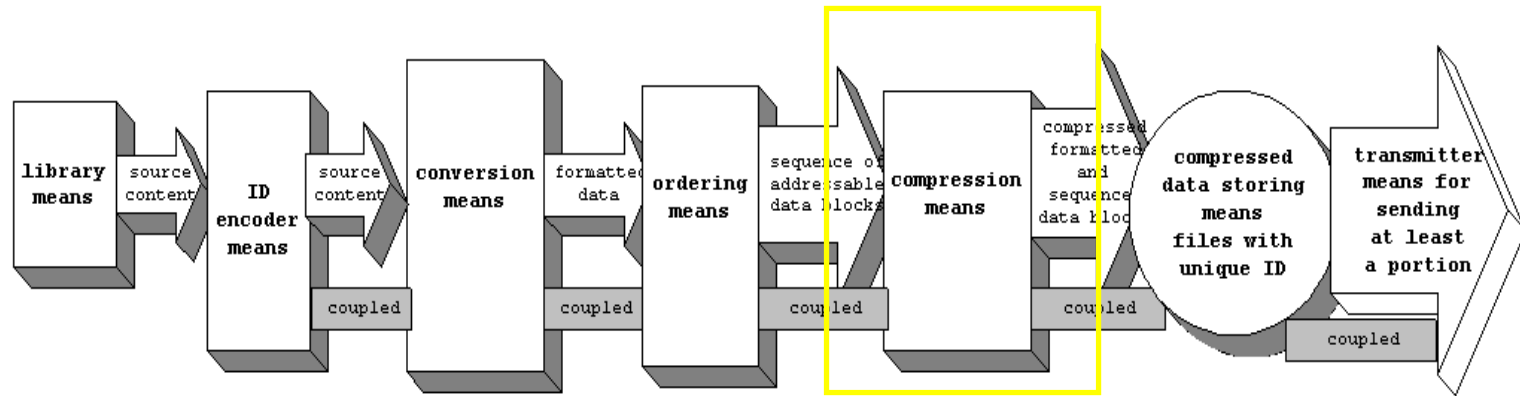 library
means
source
content
ID
encoder
means
source
content
coupled
conversion
means
formatted
data
coupled
ordering
means
sequence of
addressable
data blocks
coupled
compression
means
compressed
formatted
and
sequence
data bloc
coupled
compressed
data storing
means
files with
unique ID
coupled
transmitter
means for
sending
at least
a portion